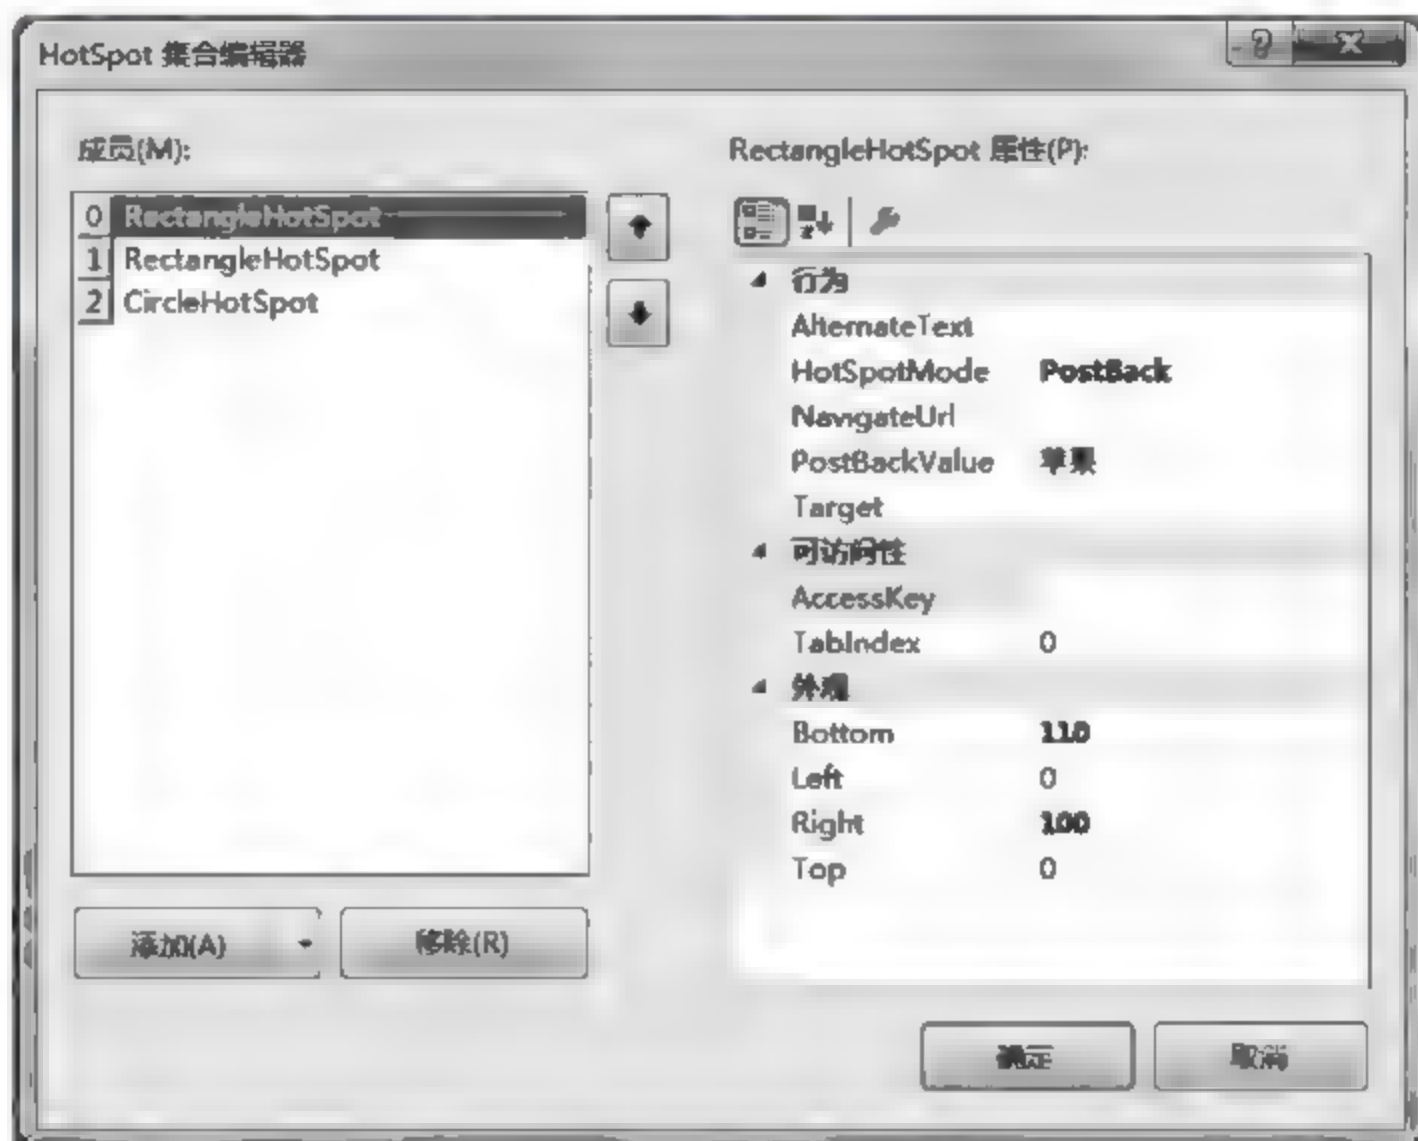 HotSpot 集合编辑器
成员(M):
0 RectangleHotSpot
1 RectangleHotSpot
2 CircleHotSpot
添加(A)
移除(R)
RectangleHotSpot 属性(P):
行为
AlternateText
HotSpotMode PostBack
NavigateUrl
PostBackValue 苹果
Target
可访问性
AccessKey
TabIndex 0
外观
Bottom 110
Left 0
Right 100
Top 0
确定
取消